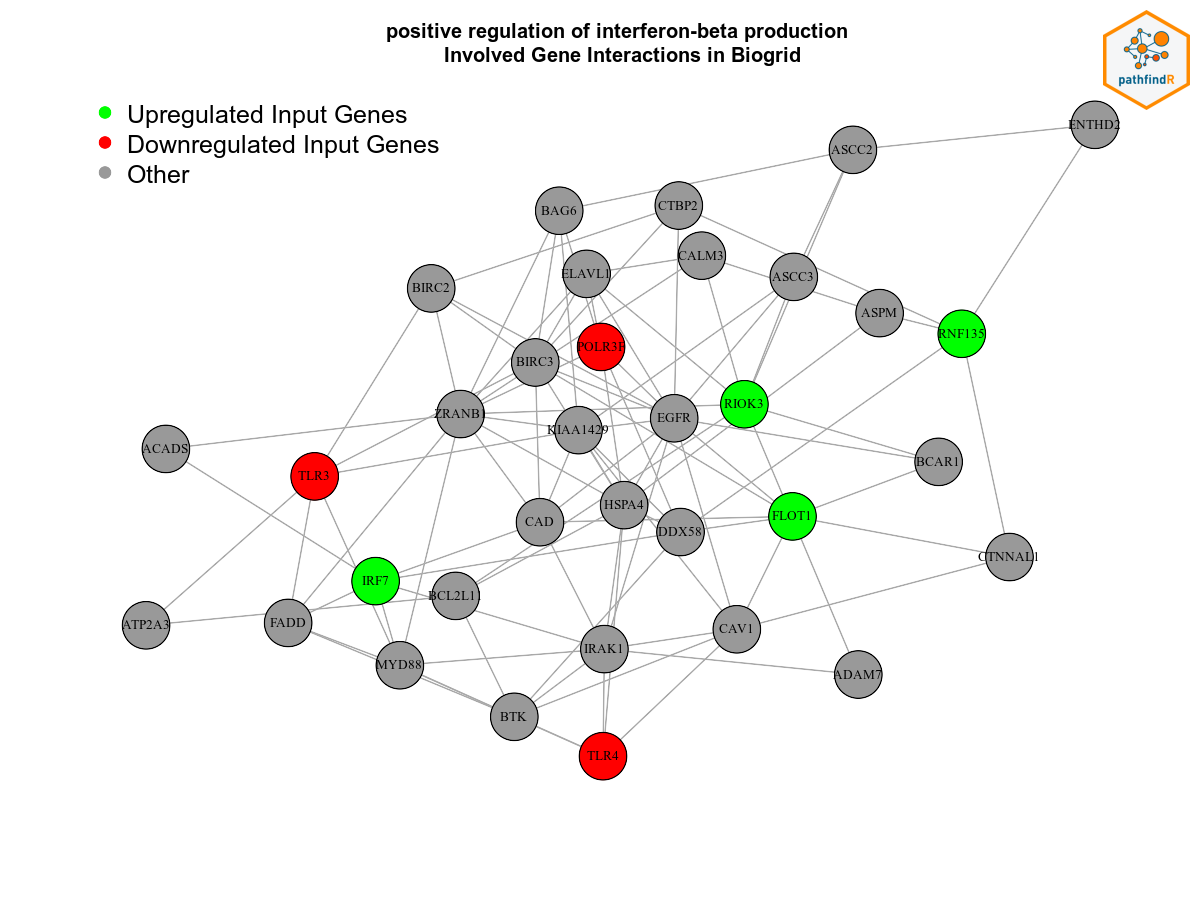 positive regulation of interferon-beta production
Involved Gene Interactions in Biogrid
pathfindR
Upregulated Input Genes
Downregulated Input Genes
Other
ENTHD2
ASCC2
BAG6
CTBP2
CALM3
ELAVL1
ASCC3
BIRC2
ASPM
RNF135
POLR3F
BIRC3
RIOK3
ZRANB1
EGFR
KIAA1429
ACADS
BCAR1
TLR3
HSPA4
FLOT1
CAD
DDX58
CTNNAL1
IRF7
BCL2L11
ATP2A3
FADD
CAV1
IRAK1
MYD88
ADAM7
BTK
TLR4